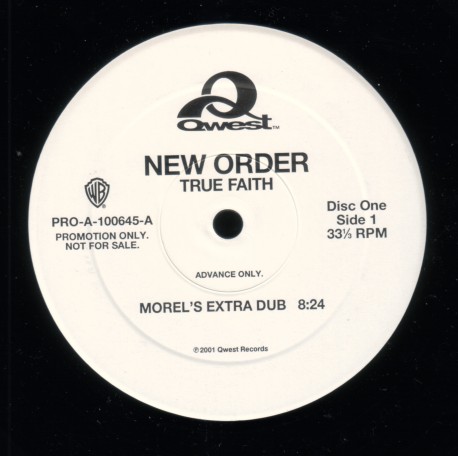 Qwest™
NEW ORDER
TRUE FAITH
WB
PRO-A-100645-A
PROMOTION ONLY.
NOT FOR SALE.
Disc One
Side 1
33⅓ RPM
ADVANCE ONLY.
MOREL'S EXTRA DUB 8:24
℗2001 Qwest Records